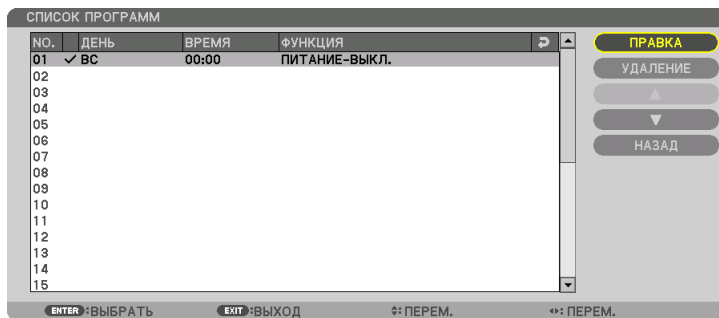 СПИСОК ПРОГРАММ
NO. ДЕНЬ ВРЕМЯ ФУНКЦИЯ
01 ✓ ВС 00:00 ПИТАНИЕ-ВЫКЛ.
02
03
04
05
06
07
08
09
10
11
12
13
14
15
ПРАВКА
УДАЛЕНИЕ
▲
▼
НАЗАД
ENTER :ВЫБРАТЬ EXIT :ВЫХОД :ПЕРЕМ. :ПЕРЕМ.